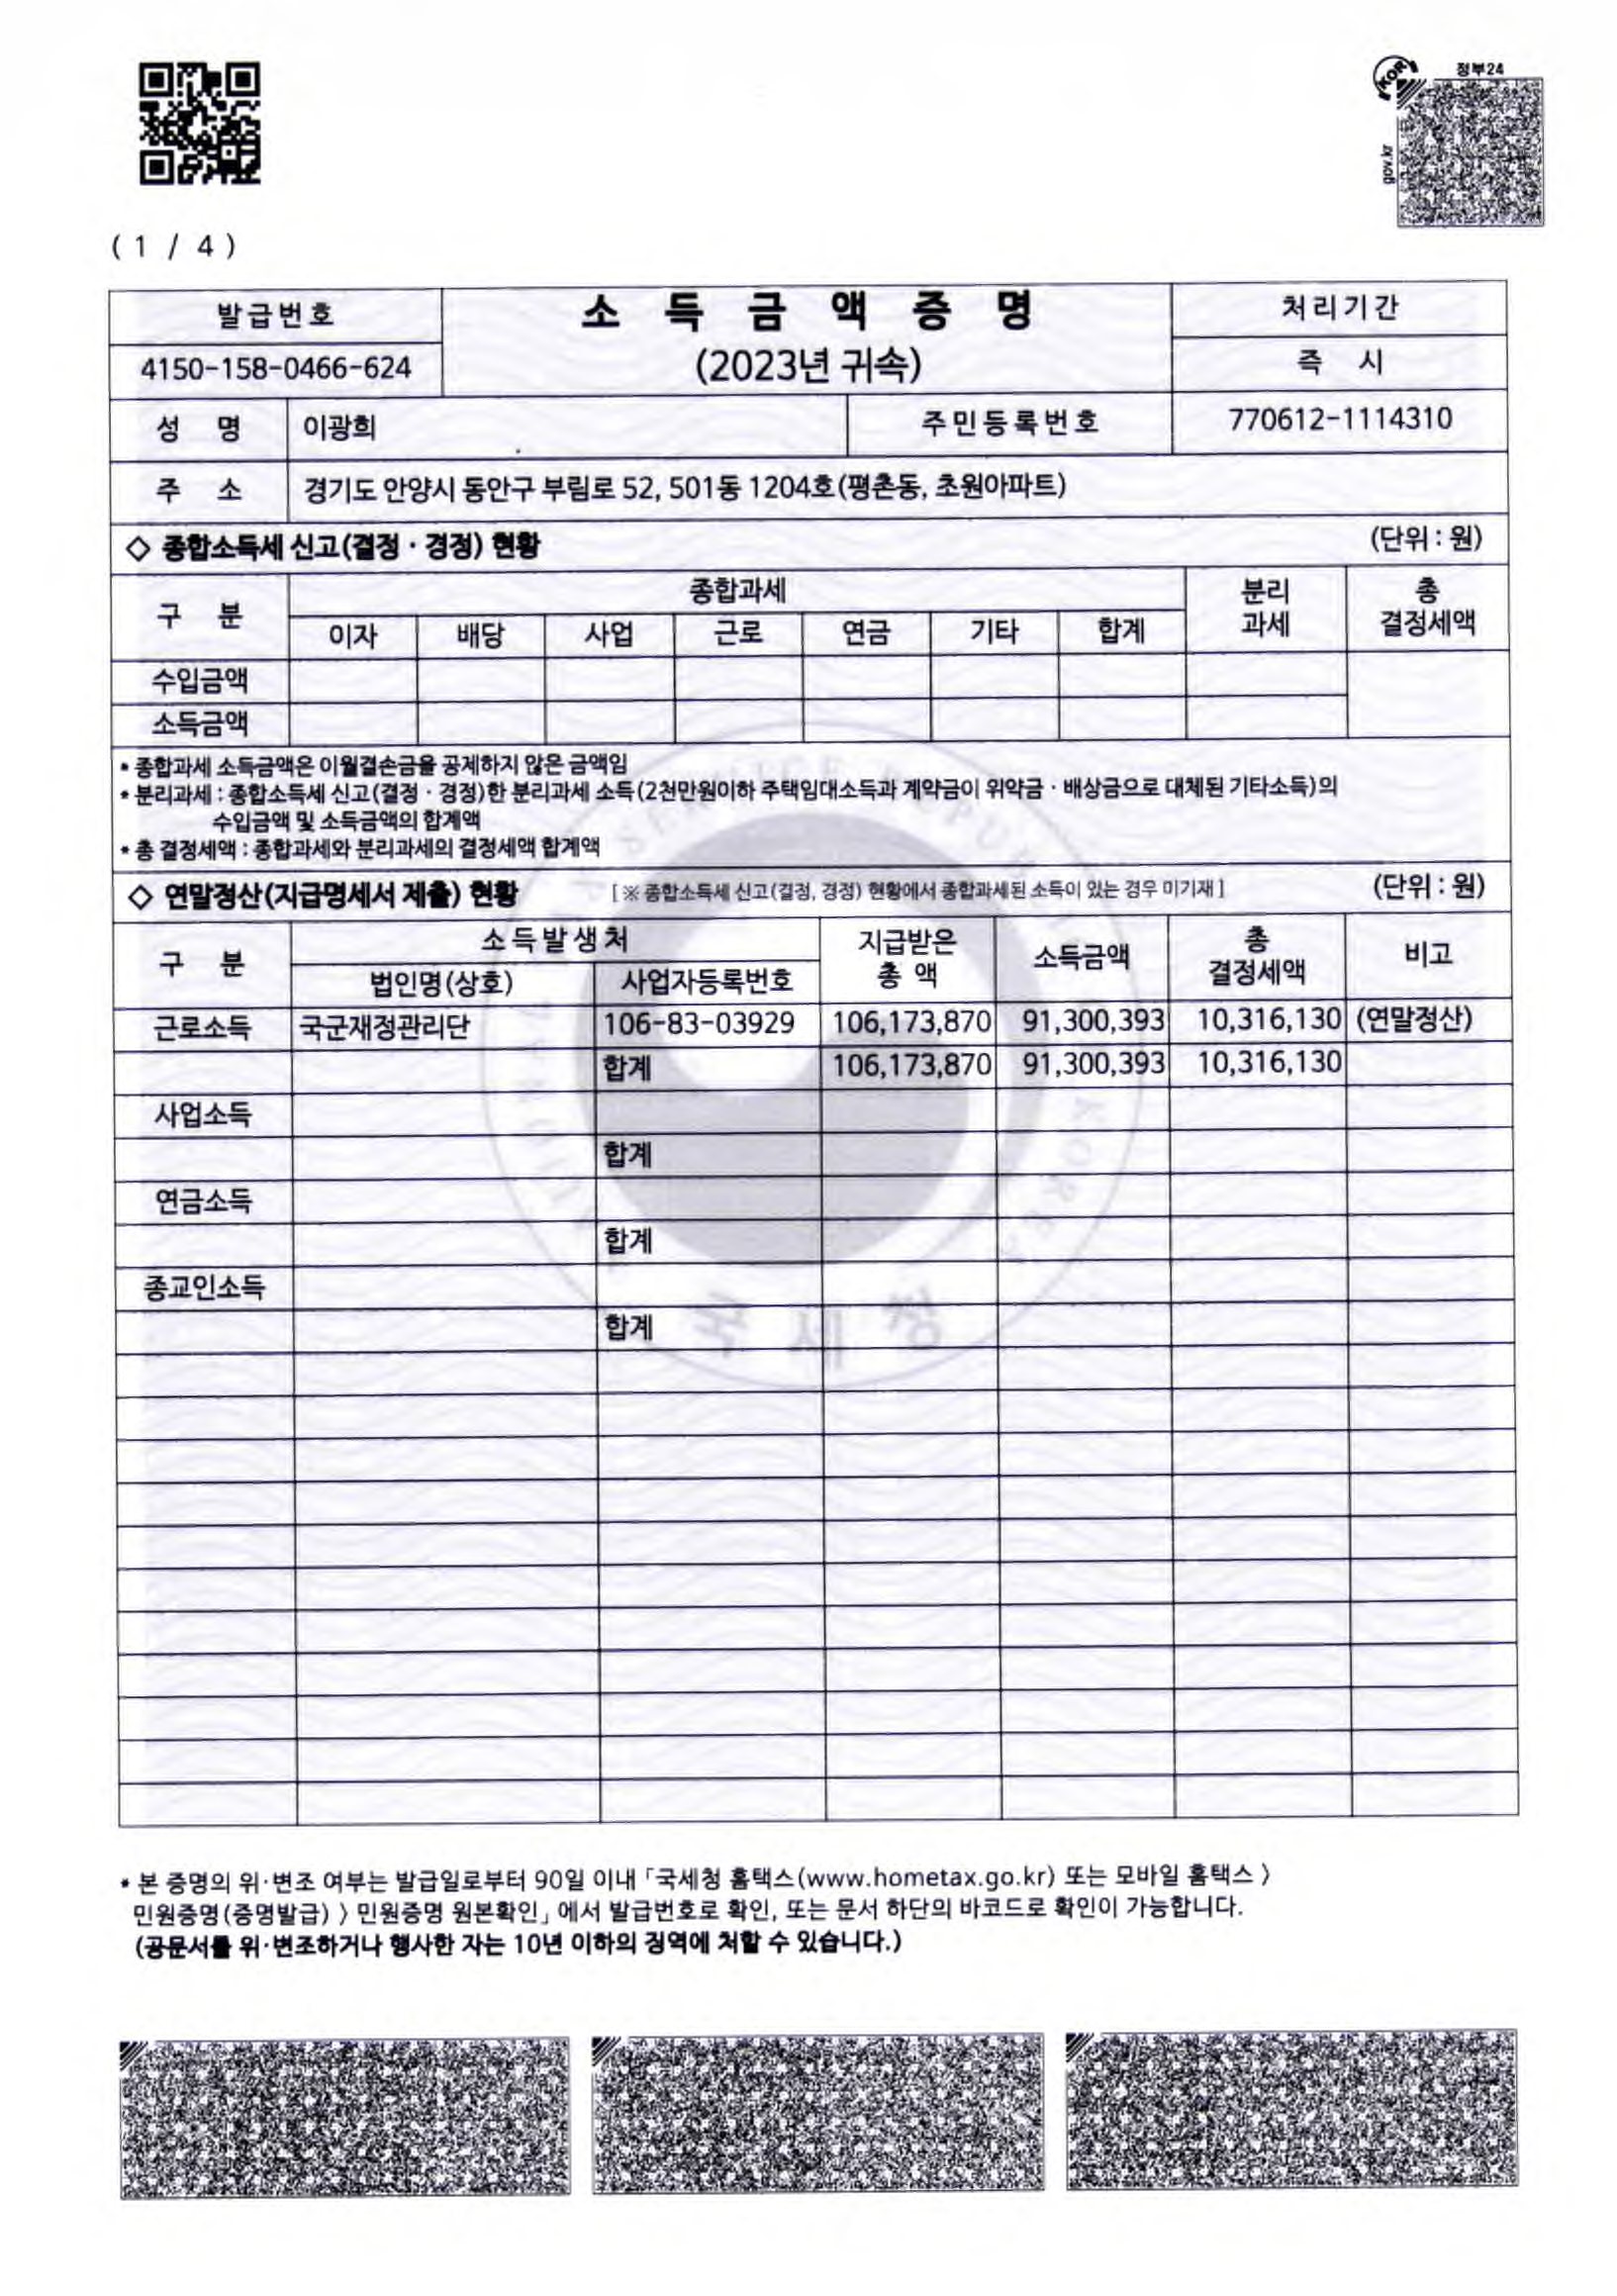 정부24
KOR
gov.kr
( 1 / 4 )
발급번호 소 득 금 액 증 명 처리기간
4150-158-0466-624 (2023년 귀속) 즉 시
성 명 이광희 주민등록번호 770612-1114310
주 소 경기도 안양시 동안구 부림로 52, 501동 1204호(평촌동, 초원아파트)
◇ 종합소득세 신고(결정 · 경정) 현황 (단위 : 원)
구 분 종합과세 분리과세 총결정세액
이자 배당 사업 근로 연금 기타 합계
수입금액
소득금액
* 종합과세 소득금액은 이월결손금을 공제하지 않은 금액임
* 분리과세 : 종합소득세 신고(결정 · 경정)한 분리과세 소득(2천만원이하 주택임대소득과 계약금이 위약금 · 배상금으로 대체된 기타소득)의
수입금액 및 소득금액의 합계액
* 총 결정세액 : 종합과세와 분리과세의 결정세액 합계액
◇ 연말정산(지급명세서 제출) 현황 [ ※ 종합소득세 신고(결정, 경정) 현황에서 종합과세된 소득이 있는 경우 미기재 ] (단위 : 원)
구 분 소득발생처 지급받은 총 액 소득금액 총 결정세액 비고
법인명(상호) 사업자등록번호
근로소득 국군재정관리단 106-83-03929 106,173,870 91,300,393 10,316,130 (연말정산)
합계 106,173,870 91,300,393 10,316,130
사업소득
합계
연금소득
합계
종교인소득
합계
국세청
* 본 증명의 위·변조 여부는 발급일로부터 90일 이내 「국세청 홈택스(www.hometax.go.kr) 또는 모바일 홈택스 〉
민원증명(증명발급) 〉 민원증명 원본확인」에서 발급번호로 확인, 또는 문서 하단의 바코드로 확인이 가능합니다.
(공문서를 위·변조하거나 행사한 자는 10년 이하의 징역에 처할 수 있습니다.)